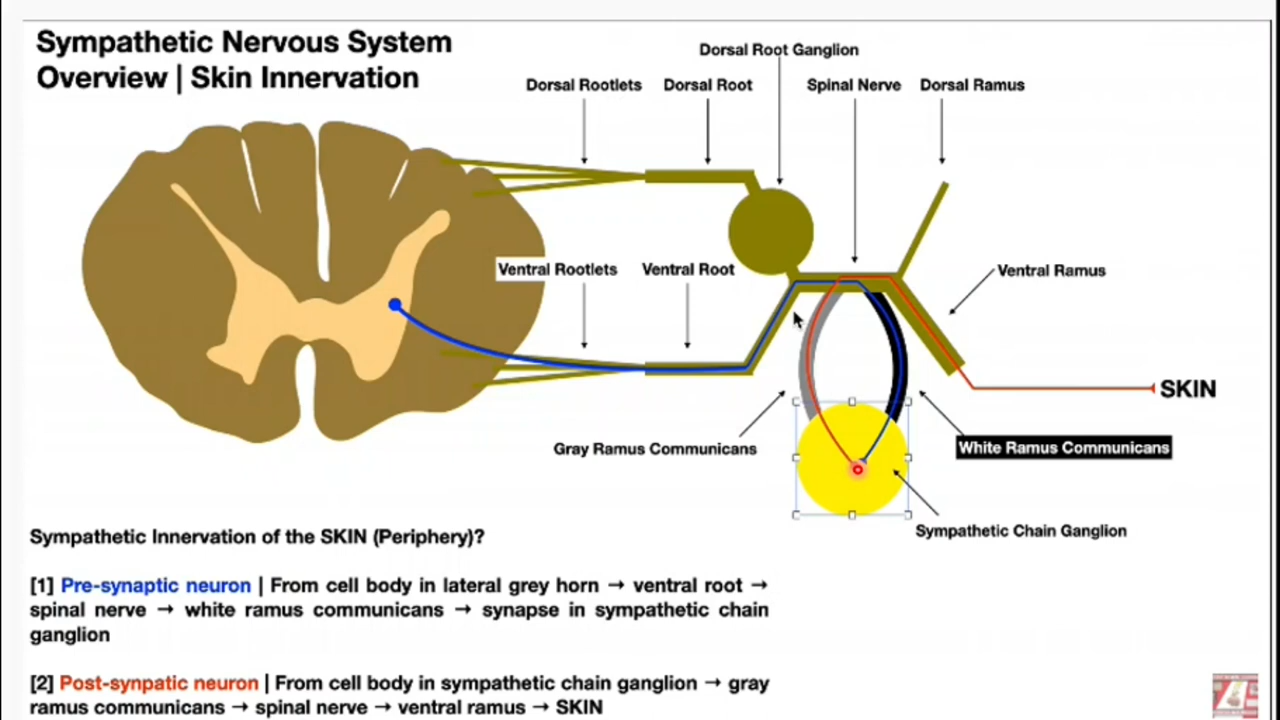 Sympathetic Nervous System
Overview | Skin Innervation
Dorsal Root Ganglion
Dorsal Rootlets
Dorsal Root
Spinal Nerve
Dorsal Ramus
Ventral Rootlets
Ventral Root
Ventral Ramus
SKIN
Gray Ramus Communicans
White Ramus Communicans
Sympathetic Chain Ganglion
Sympathetic Innervation of the SKIN (Periphery)?
[1] Pre-synaptic neuron | From cell body in lateral grey horn → ventral root →
spinal nerve → white ramus communicans → synapse in sympathetic chain
ganglion
[2] Post-synpatic neuron | From cell body in sympathetic chain ganglion → gray
ramus communicans → spinal nerve → ventral ramus → SKIN